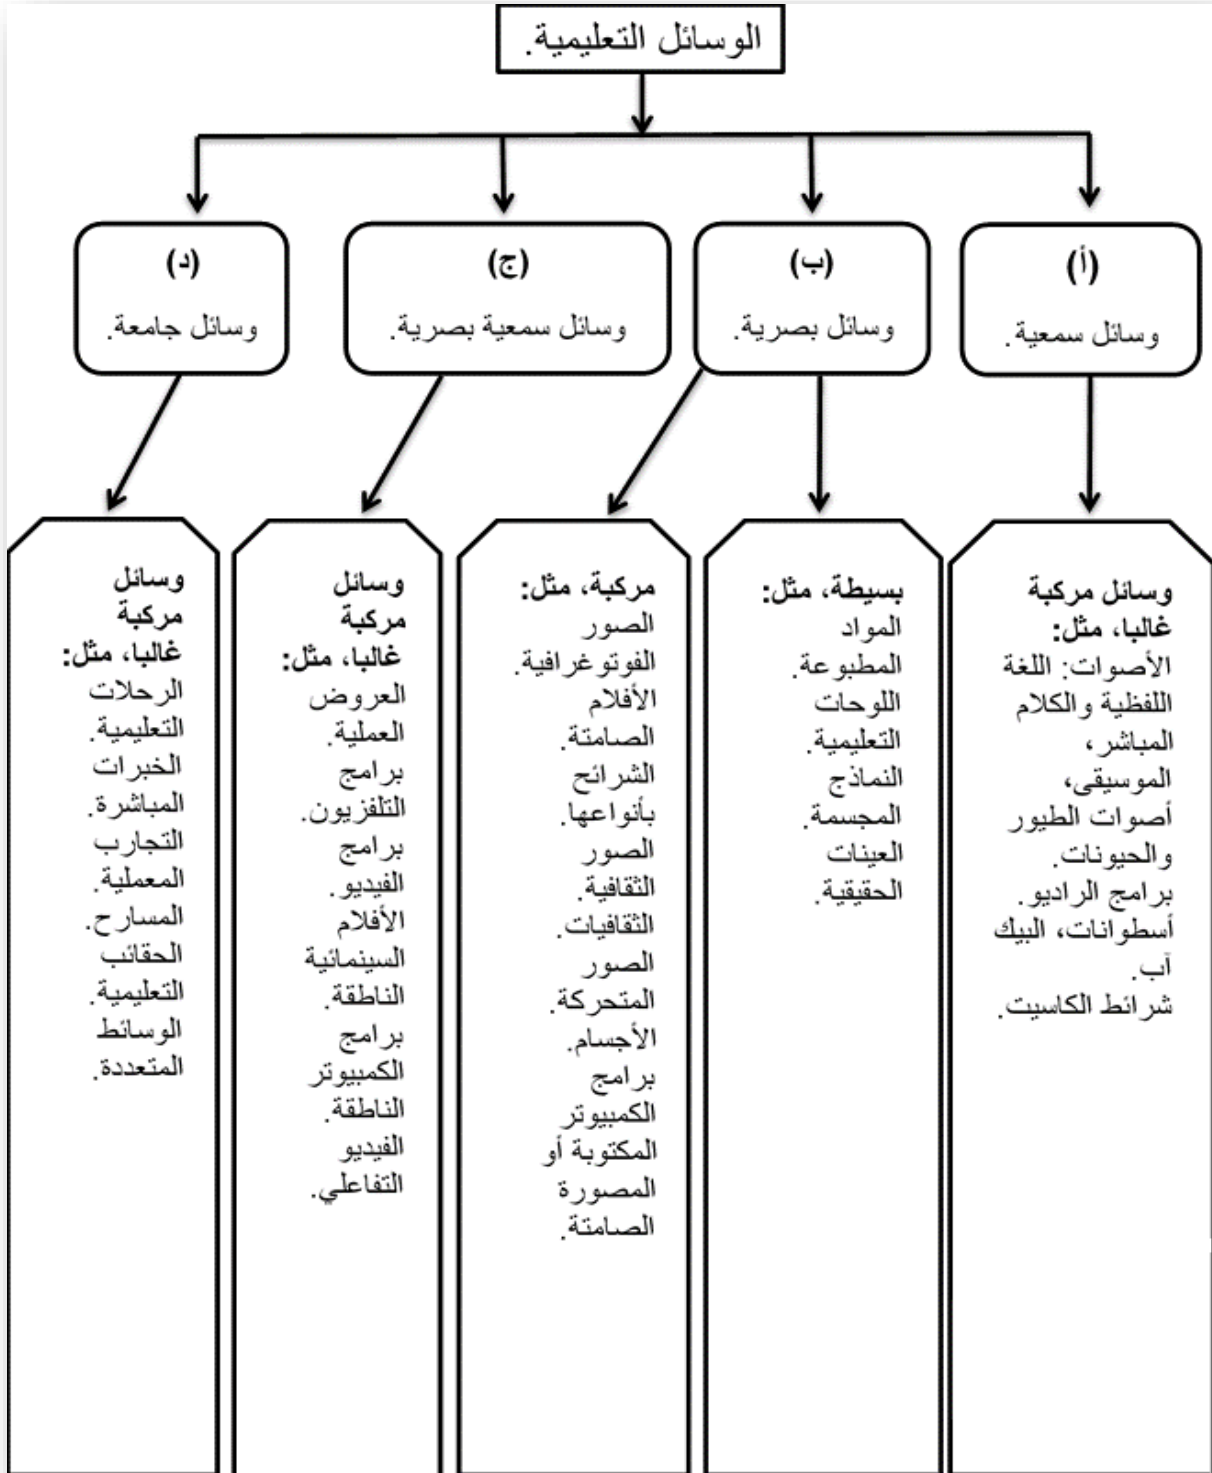 الوسائل التعليمية.
(أ)
وسائل سمعية.
(ب)
وسائل بصرية.
(ج)
وسائل سمعية بصرية.
(د)
وسائل جامعة.
وسائل مركبة
غالبا، مثل:
الأصوات: اللغة
اللفظية والكلام
المباشر،
الموسيقى،
أصوات الطيور
والحيونات.
برامج الراديو.
أسطوانات، البيك
آب.
شرائط الكاسيت.
بسيطة، مثل:
المواد
المطبوعة.
اللوحات
التعليمية.
النماذج
المجسمة.
العينات
الحقيقية.
مركبة، مثل:
الصور
الفوتوغرافية.
الأفلام
الصامتة.
الشرائح
بأنواعها.
الصور
الثقافية.
الثقافيات.
الصور
المتحركة.
الأجسام.
برامج
الكمبيوتر
المكتوبة أو
المصورة
الصامتة.
وسائل
مركبة
غالبا، مثل:
العروض
العملية.
برامج
التلفزيون.
برامج
الفيديو.
الأفلام
السينمائية
الناطقة.
برامج
الكمبيوتر
الناطقة.
الفيديو
التفاعلي.
وسائل
مركبة
غالبا، مثل:
الرحلات
التعليمية.
الخبرات
المباشرة.
التجارب
المعملية.
المسارح.
الحقائب
التعليمية.
الوسائط
المتعددة.